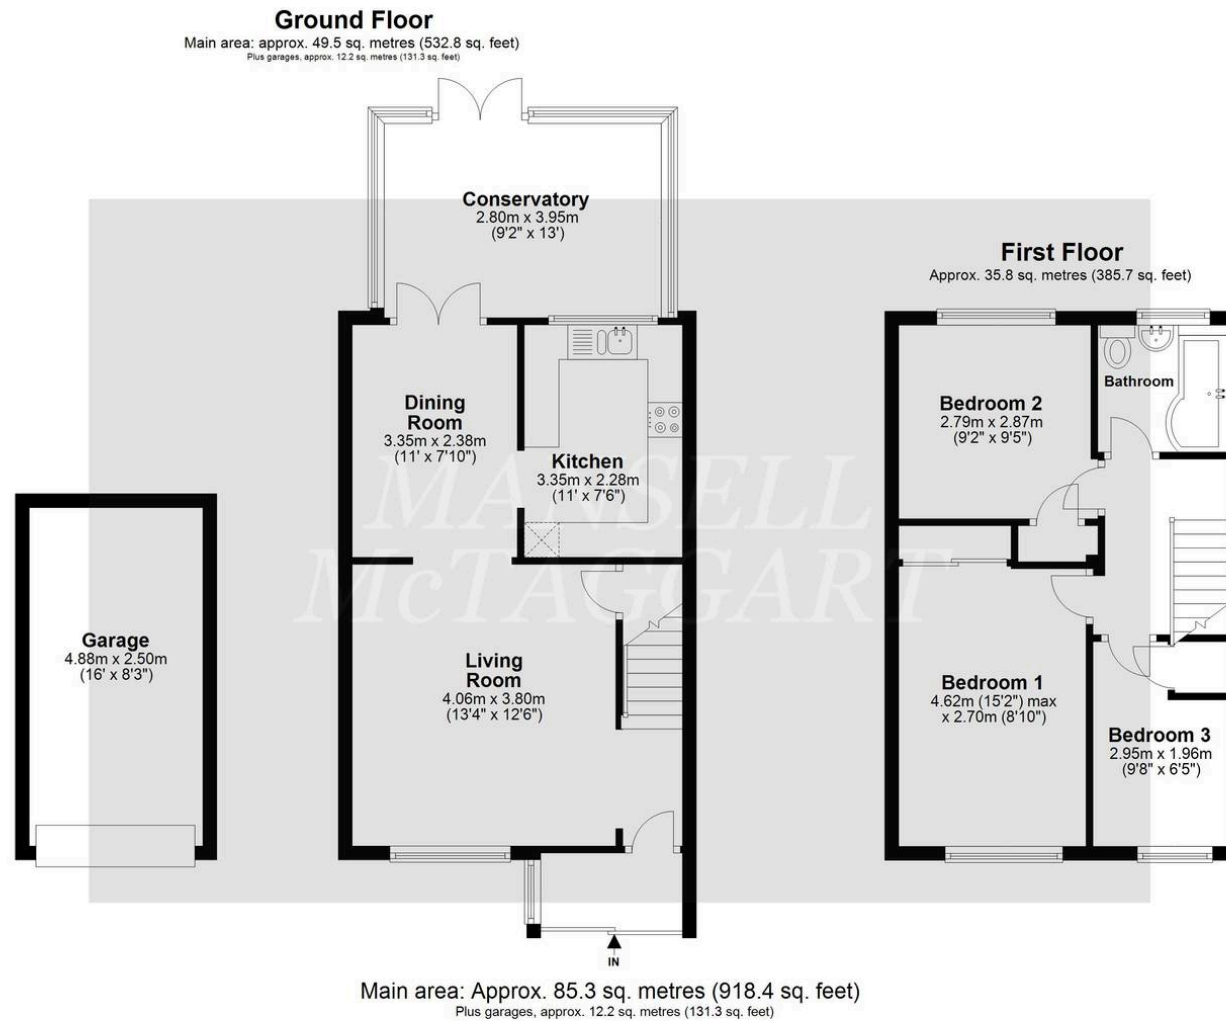 Ground Floor
Main area: approx. 49.5 sq. metres (532.8 sq. feet)
Plus garages, approx. 12.2 sq. metres (131.3 sq. feet)
Conservatory
2.80m x 3.95m
(9'2" x 13')
Dining
Room
3.35m x 2.38m
(11' x 7'10")
Kitchen
3.35m x 2.28m
(11' x 7'6")
Living
Room
4.06m x 3.80m
(13'4" x 12'6")
Garage
4.88m x 2.50m
(16' x 8'3")
IN
First Floor
Approx. 35.8 sq. metres (385.7 sq. feet)
Bathroom
Bedroom 2
2.79m x 2.87m
(9'2" x 9'5")
Bedroom 1
4.62m (15'2") max
x 2.70m (8'10")
Bedroom 3
2.95m x 1.96m
(9'8" x 6'5")
MANSELL
McTAGGART
Main area: Approx. 85.3 sq. metres (918.4 sq. feet)
Plus garages, approx. 12.2 sq. metres (131.3 sq. feet)